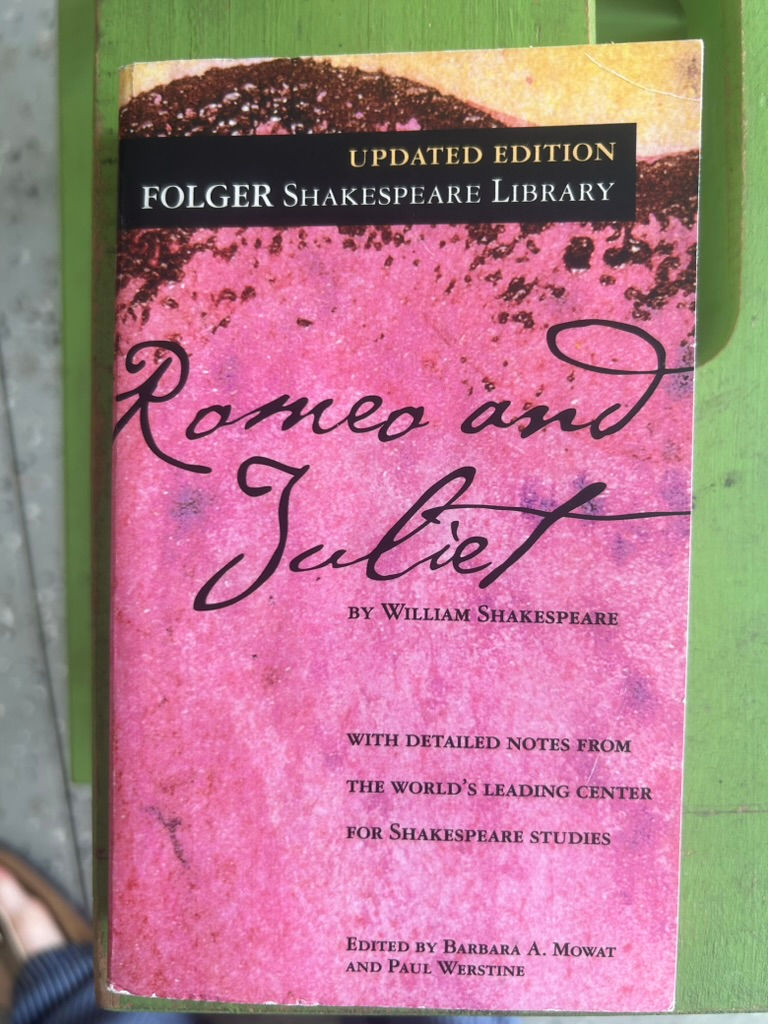 UPDATED EDITION
FOLGER SHAKESPEARE LIBRARY
Romeo and
Juliet
BY WILLIAM SHAKESPEARE
WITH DETAILED NOTES FROM
THE WORLD'S LEADING CENTER
FOR SHAKESPEARE STUDIES
EDITED BY BARBARA A. MOWAT
AND PAUL WERSTINE